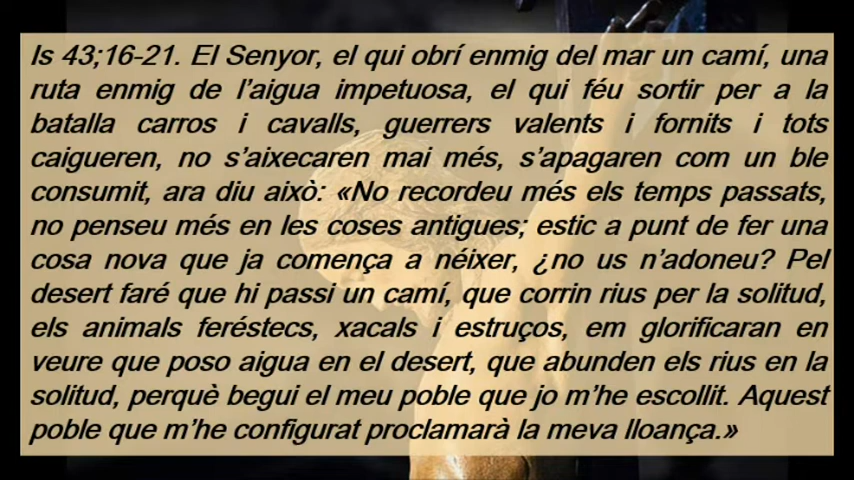 Is 43;16-21. El Senyor, el qui obrí enmig del mar un camí, una
ruta enmig de l’aigua impetuosa, el qui féu sortir per a la
batalla carros i cavalls, guerrers valents i fornits i tots
caigueren, no s’aixecaren mai més, s’apagaren com un ble
consumit, ara diu això: «No recordeu més els temps passats,
no penseu més en les coses antigues; estic a punt de fer una
cosa nova que ja comença a néixer, ¿no us n’adoneu? Pel
desert faré que hi passi un camí, que corrin rius per la solitud,
els animals feréstecs, xacals i estruços, em glorificaran en
veure que poso aigua en el desert, que abunden els rius en la
solitud, perquè begui el meu poble que jo m’he escollit. Aquest
poble que m’he configurat proclamarà la meva lloança.»